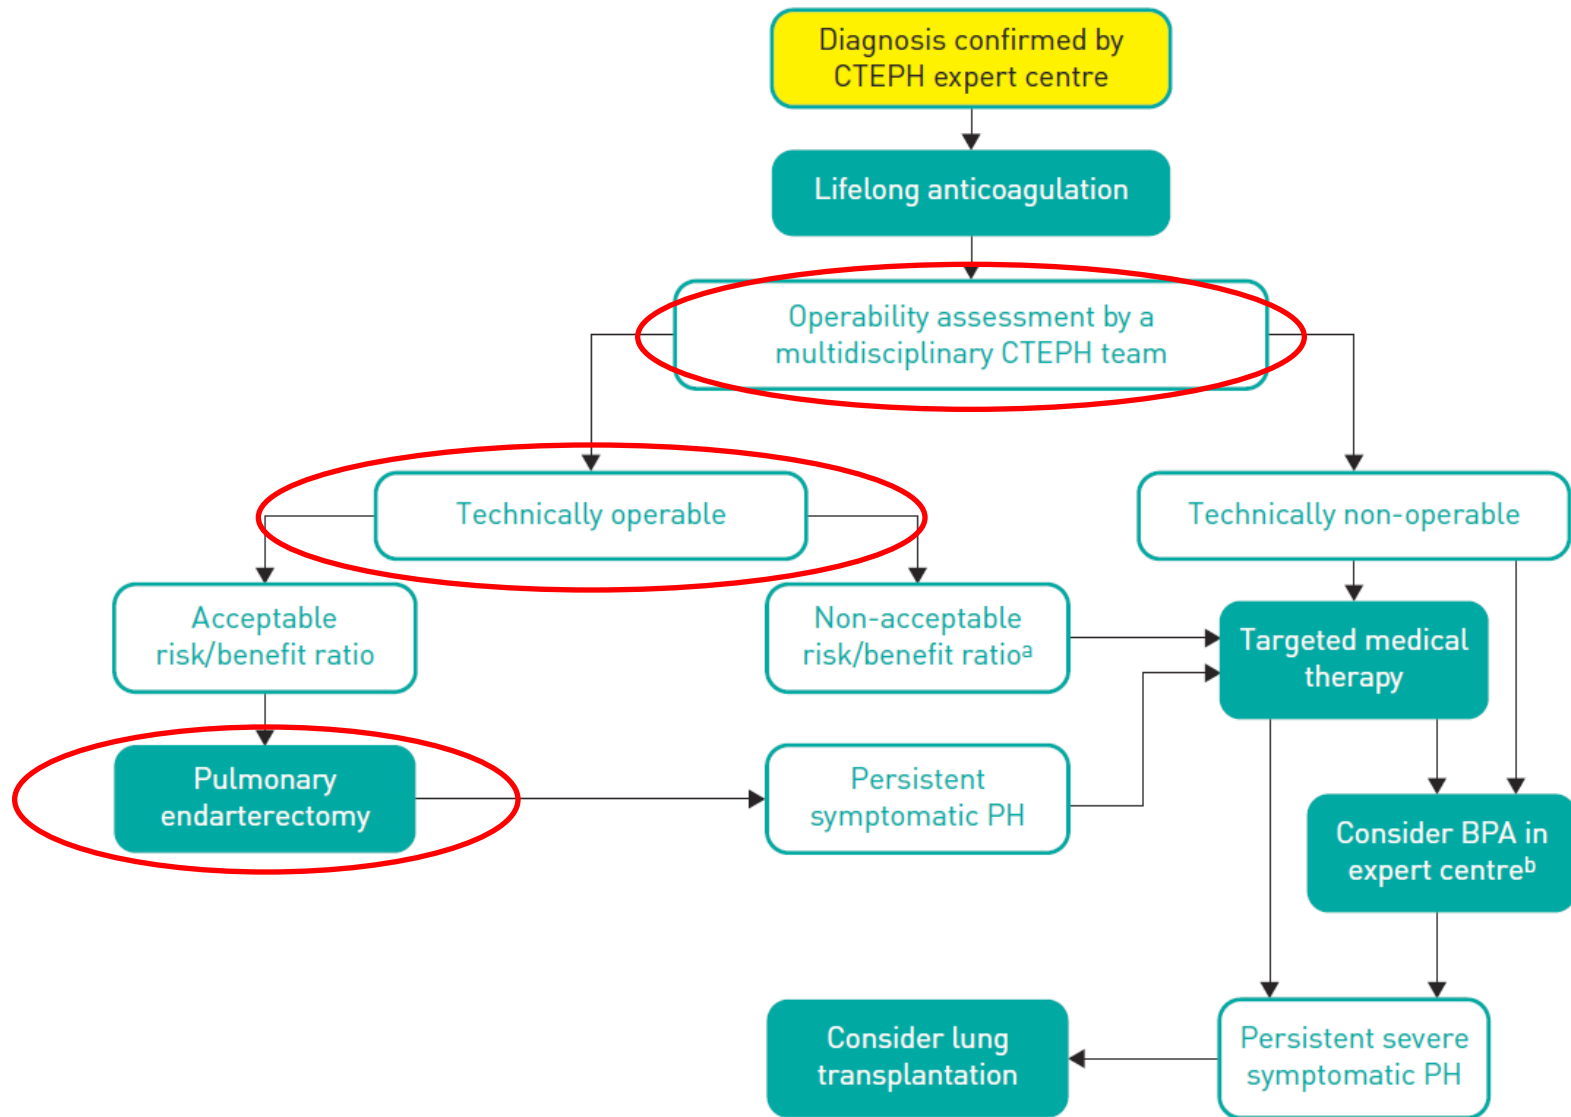 Diagnosis confirmed by
CTEPH expert centre
Lifelong anticoagulation
Operability assessment by a
multidisciplinary CTEPH team
Technically operable
Technically non-operable
Acceptable
risk/benefit ratio
Non-acceptable
risk/benefit ratioᵃ
Targeted medical
therapy
Pulmonary
endarterectomy
Persistent
symptomatic PH
Consider BPA in
expert centreᵇ
Consider lung
transplantation
Persistent severe
symptomatic PH